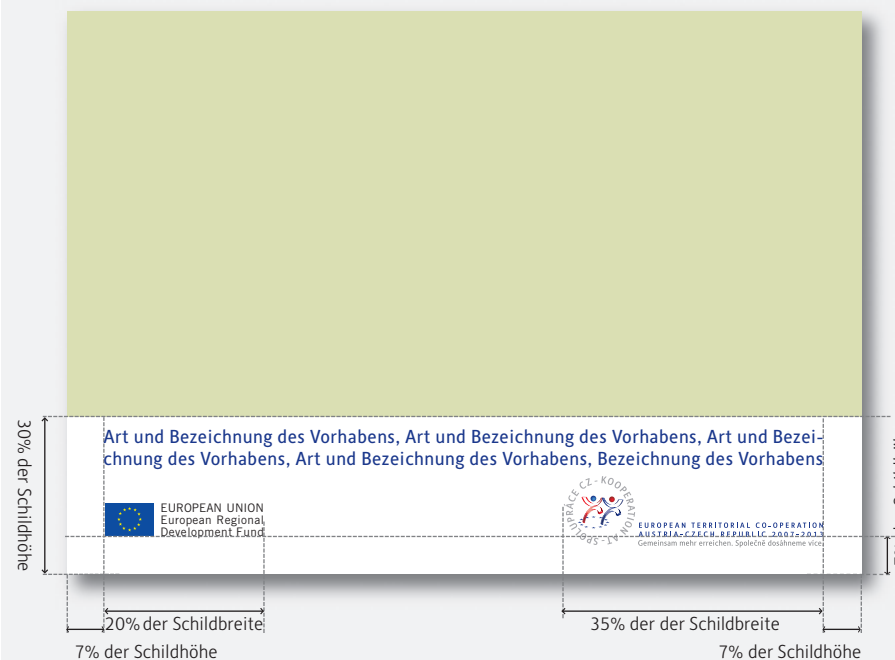 30% der Schildhöhe
Art und Bezeichnung des Vorhabens, Art und Bezeichnung des Vorhabens, Art und Bezei-
chnung des Vorhabens, Art und Bezeichnung des Vorhabens, Bezeichnung des Vorhabens
EUROPEAN UNION
European Regional
Development Fund
SPOLUPRÁCE CZ - KOOPERATION AT -
EUROPEAN TERRITORIAL CO-OPERATION
AUSTRIA-CZECH REPUBLIC 2007-2013
Gemeinsam mehr erreichen. Společně dosáhneme více.
20% der Schildbreite
35% der der Schildbreite
7% der Schildhöhe
7% der Schildhöhe